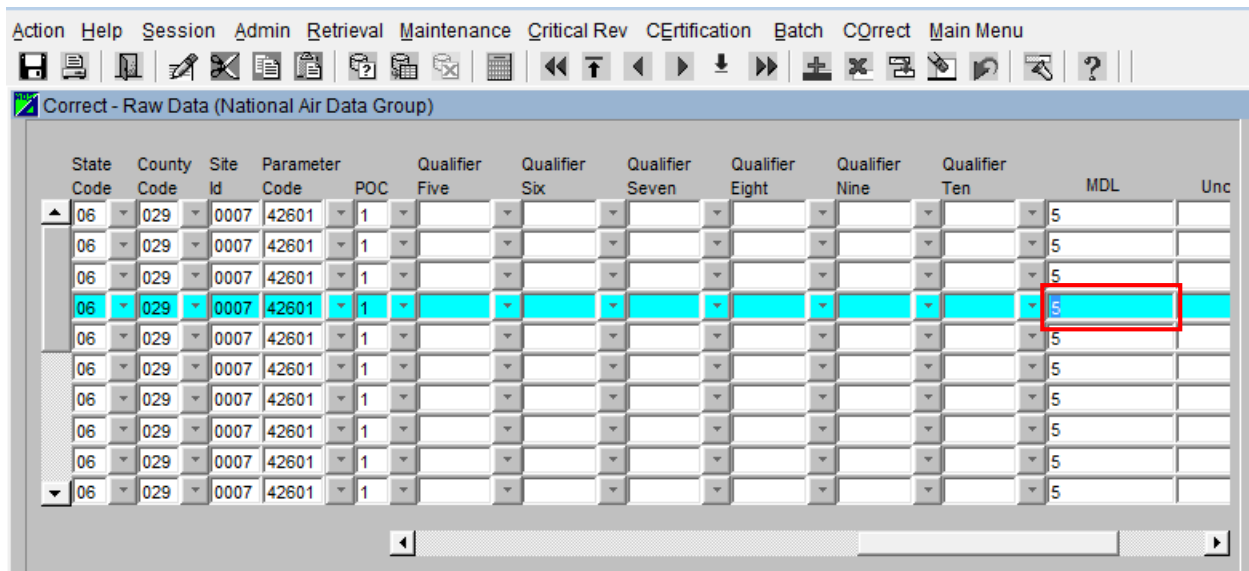 Action Help Session Admin Retrieval Maintenance Critical Rev CErtification Batch COrrect Main Menu
Correct - Raw Data (National Air Data Group)
State County Site Parameter Qualifier Qualifier Qualifier Qualifier Qualifier Qualifier
Code Code Id Code POC Five Six Seven Eight Nine Ten MDL Unc
06 029 0007 42601 1 5
06 029 0007 42601 1 5
06 029 0007 42601 1 5
06 029 0007 42601 1 5
06 029 0007 42601 1 5
06 029 0007 42601 1 5
06 029 0007 42601 1 5
06 029 0007 42601 1 5
06 029 0007 42601 1 5
06 029 0007 42601 1 5